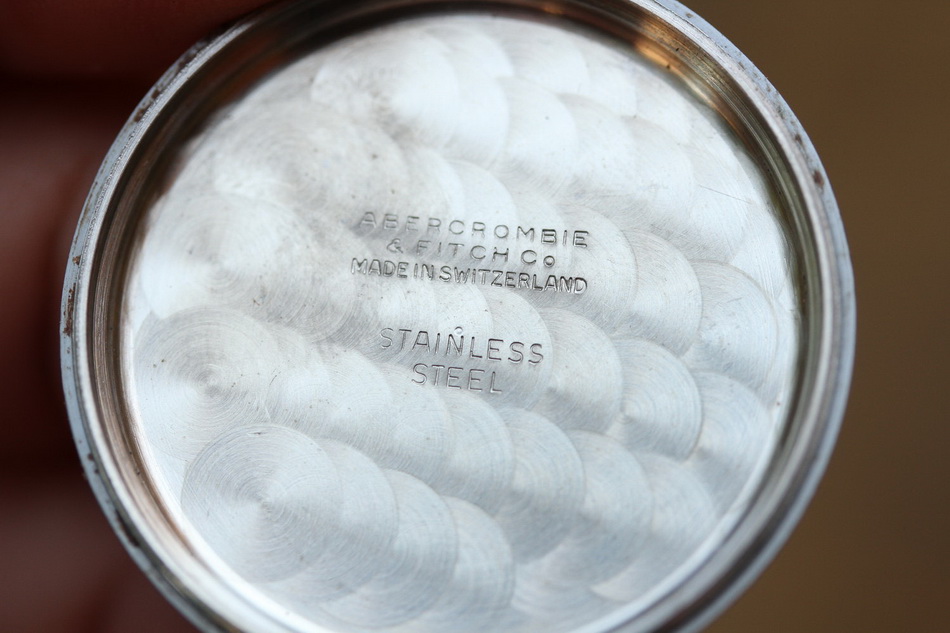 ABERCROMBIE
& FITCH Co
MADE IN SWITZERLAND
STAINLESS
STEEL